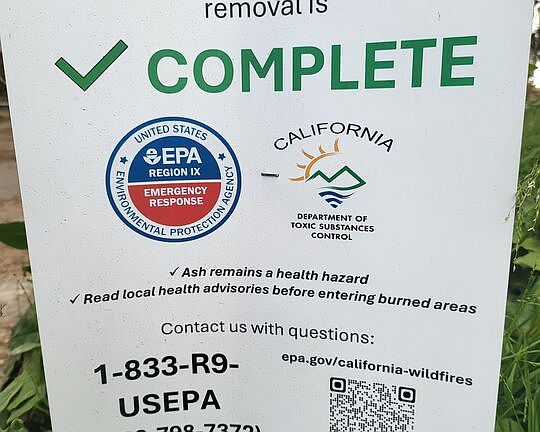 removal is
✓ COMPLETE
UNITED STATES
EPA
REGION IX
EMERGENCY
RESPONSE
ENVIRONMENTAL PROTECTION AGENCY
CALIFORNIA
DEPARTMENT OF
TOXIC SUBSTANCES
CONTROL
✓ Ash remains a health hazard
✓ Read local health advisories before entering burned areas
Contact us with questions:
1-833-R9-
USEPA
798-7372)
epa.gov/california-wildfires